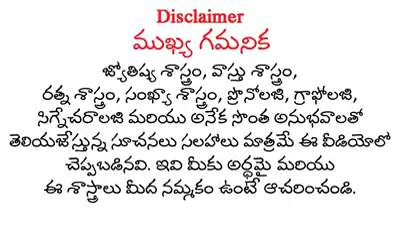 Disclaimer
ముఖ్య గమనిక
జ్యోతిష్య శాస్త్రం, వాస్తు శాస్త్రం,
రత్న శాస్త్రం, సంఖ్యా శాస్త్రం, ప్రొనోలజి, గ్రాఫోలజి,
సిగ్నేచరాలజి మరియు అనేక సొంత అనుభవాలతో
తెలియజేస్తున్న సూచనలు సలహాలు మాత్రమే ఈ వీడియోలో
చెప్పబడినవి. ఇవి మీకు అర్ధమై మరియు
ఈ శాస్త్రాలు మీద నమ్మకం ఉంటే ఆచరించండి.